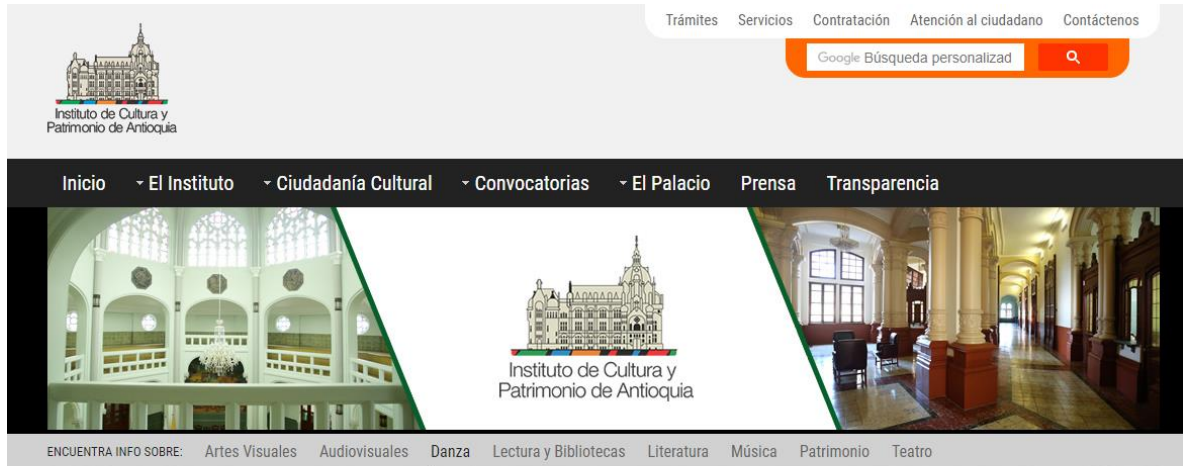 Trámites Servicios Contratación Atención al ciudadano Contáctenos
Google Búsqueda personalizad
Instituto de Cultura y
Patrimonio de Antioquia
Inicio El Instituto Ciudadanía Cultural Convocatorias El Palacio Prensa Transparencia
Instituto de Cultura y
Patrimonio de Antioquia
ENCUENTRA INFO SOBRE: Artes Visuales Audiovisuales Danza Lectura y Bibliotecas Literatura Música Patrimonio Teatro